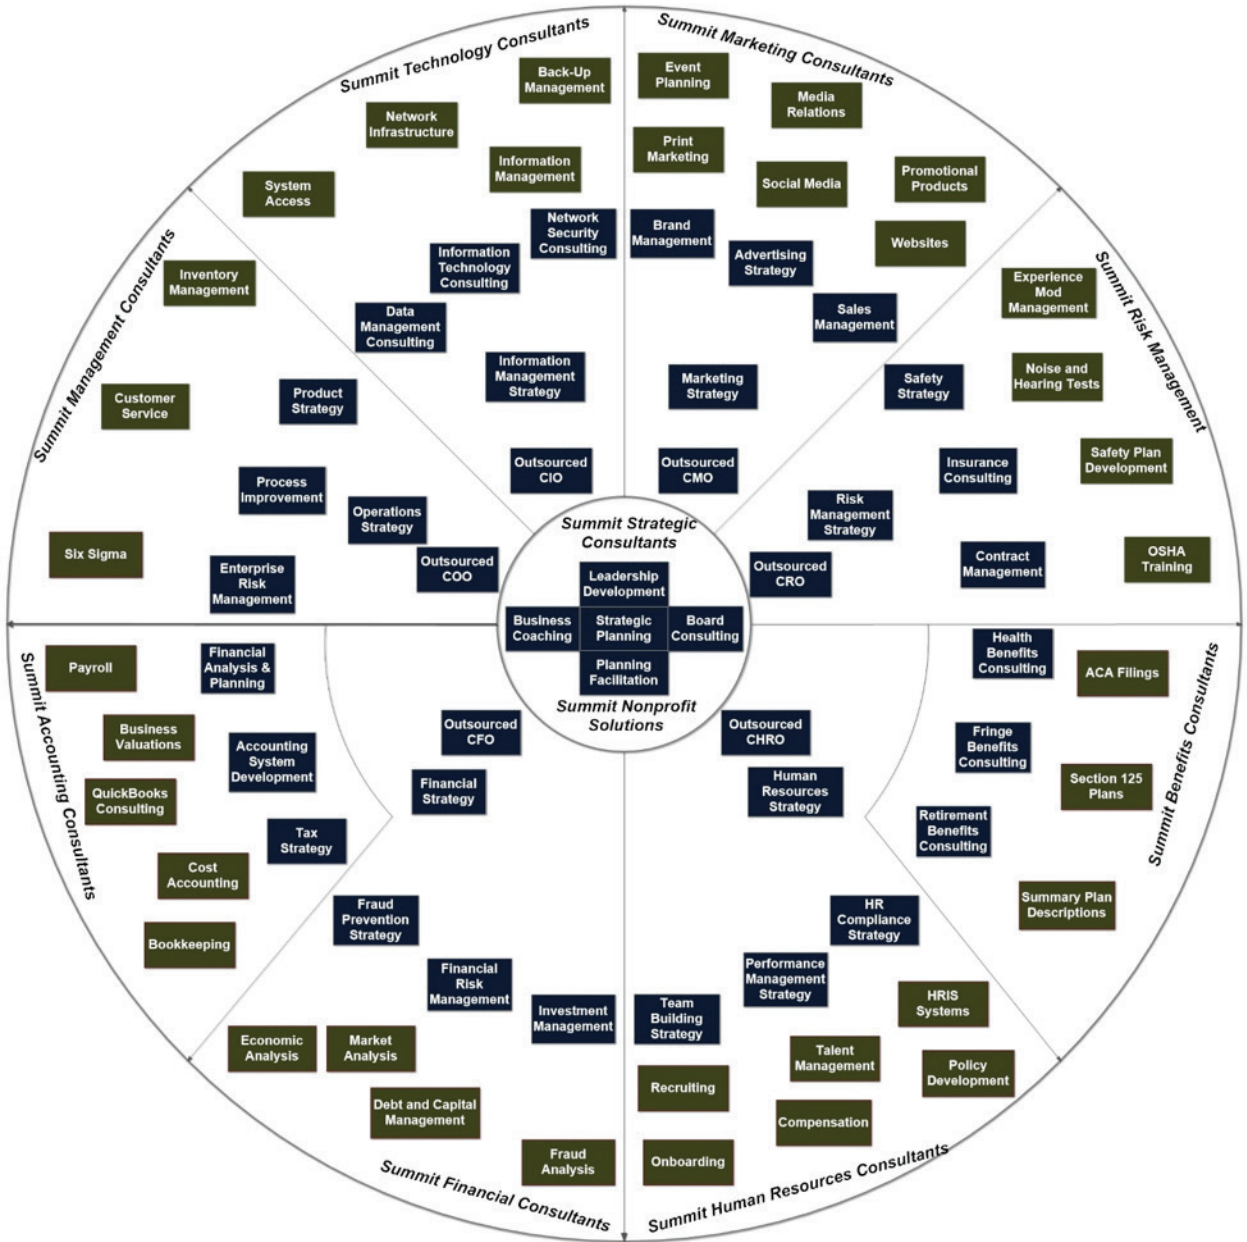 Summit Technology Consultants
Back-Up
Management
Network
Infrastructure
Information
Management
System
Access
Network
Security
Consulting
Information
Technology
Consulting
Data
Management
Consulting
Information
Management
Strategy
Outsourced
CIO
Summit Marketing Consultants
Event
Planning
Media
Relations
Print
Marketing
Social Media
Promotional
Products
Websites
Brand
Management
Advertising
Strategy
Sales
Management
Marketing
Strategy
Outsourced
CMO
Summit Risk Management
Experience
Mod
Management
Noise and
Hearing Tests
Safety
Strategy
Safety Plan
Development
Insurance
Consulting
Risk
Management
Strategy
OSHA
Training
Contract
Management
Outsourced
CRO
Summit Management Consultants
Inventory
Management
Customer
Service
Product
Strategy
Process
Improvement
Operations
Strategy
Six Sigma
Enterprise
Risk
Management
Outsourced
COO
Summit Strategic
Consultants
Leadership
Development
Business
Coaching
Strategic
Planning
Board
Consulting
Planning
Facilitation
Summit Nonprofit
Solutions
Summit Accounting Consultants
Payroll
Financial
Analysis &
Planning
Business
Valuations
Accounting
System
Development
QuickBooks
Consulting
Tax
Strategy
Cost
Accounting
Bookkeeping
Outsourced
CFO
Financial
Strategy
Fraud
Prevention
Strategy
Financial
Risk
Management
Investment
Management
Economic
Analysis
Market
Analysis
Debt and Capital
Management
Fraud
Analysis
Summit Financial Consultants
Outsourced
CHRO
Human
Resources
Strategy
HR
Compliance
Strategy
Performance
Management
Strategy
Team
Building
Strategy
HRIS
Systems
Talent
Management
Policy
Development
Recruiting
Compensation
Onboarding
Summit Human Resources Consultants
Health
Benefits
Consulting
ACA Filings
Fringe
Benefits
Consulting
Section 125
Plans
Retirement
Benefits
Consulting
Summary Plan
Descriptions
Summit Benefits Consultants